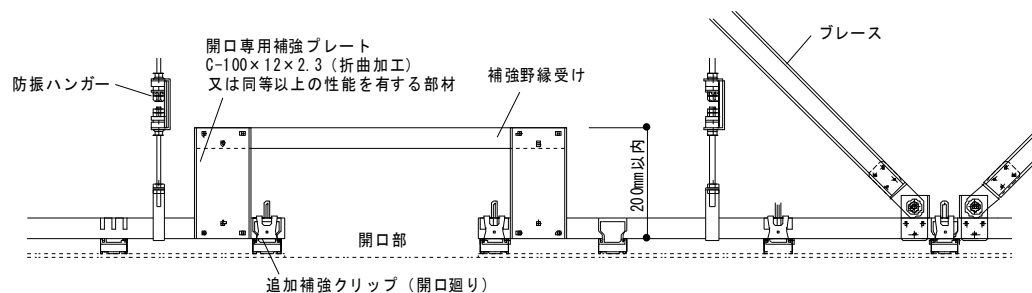 開口専用補強プレート
C-100×12×2.3（折曲加工）
又は同等以上の性能を有する部材
防振ハンガー
補強野縁受け
ブレース
200mm以内
開口部
追加補強クリップ（開口廻り）